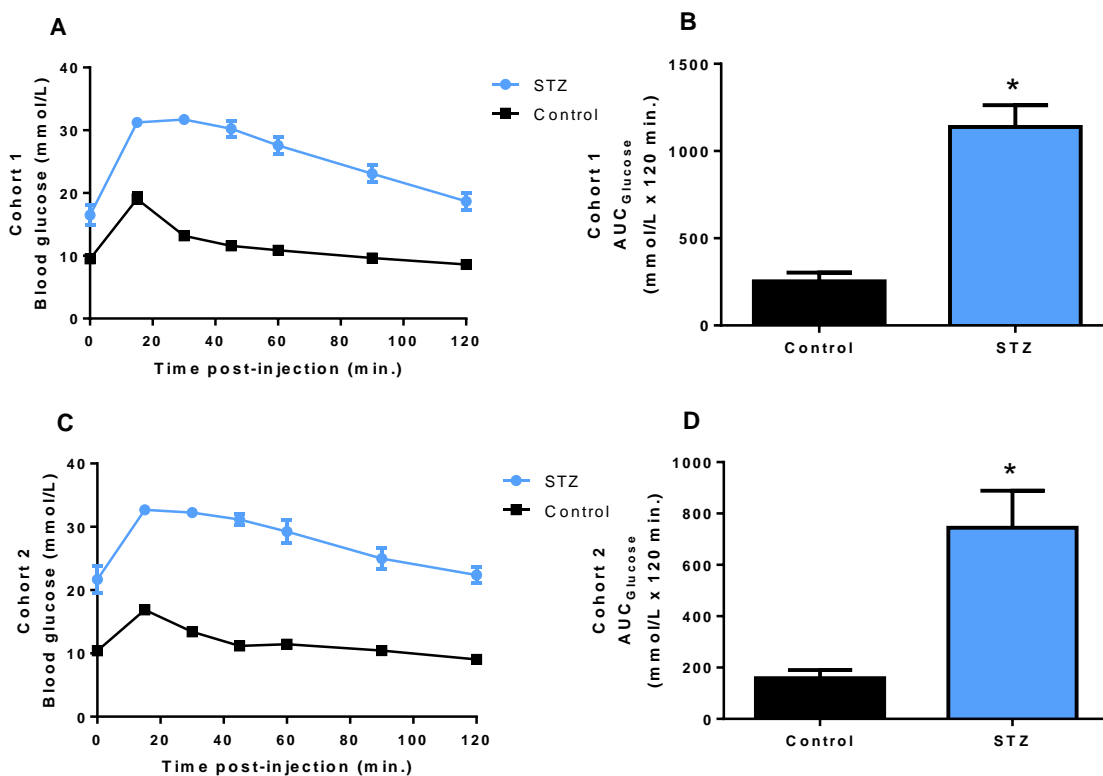 A
Cohort 1
Blood glucose (mmol/L)
40
30
20
10
0
0 20 40 60 80 100 120
Time post-injection (min.)
STZ
Control
B
Cohort 1
AUCGlucose
(mmol/L x 120 min.)
1500
1000
500
0
*
Control STZ
C
Cohort 2
Blood glucose (mmol/L)
40
30
20
10
0
0 20 40 60 80 100 120
Time post-injection (min.)
STZ
Control
D
Cohort 2
AUCGlucose
(mmol/L x 120 min.)
1000
800
600
400
200
0
*
Control STZ